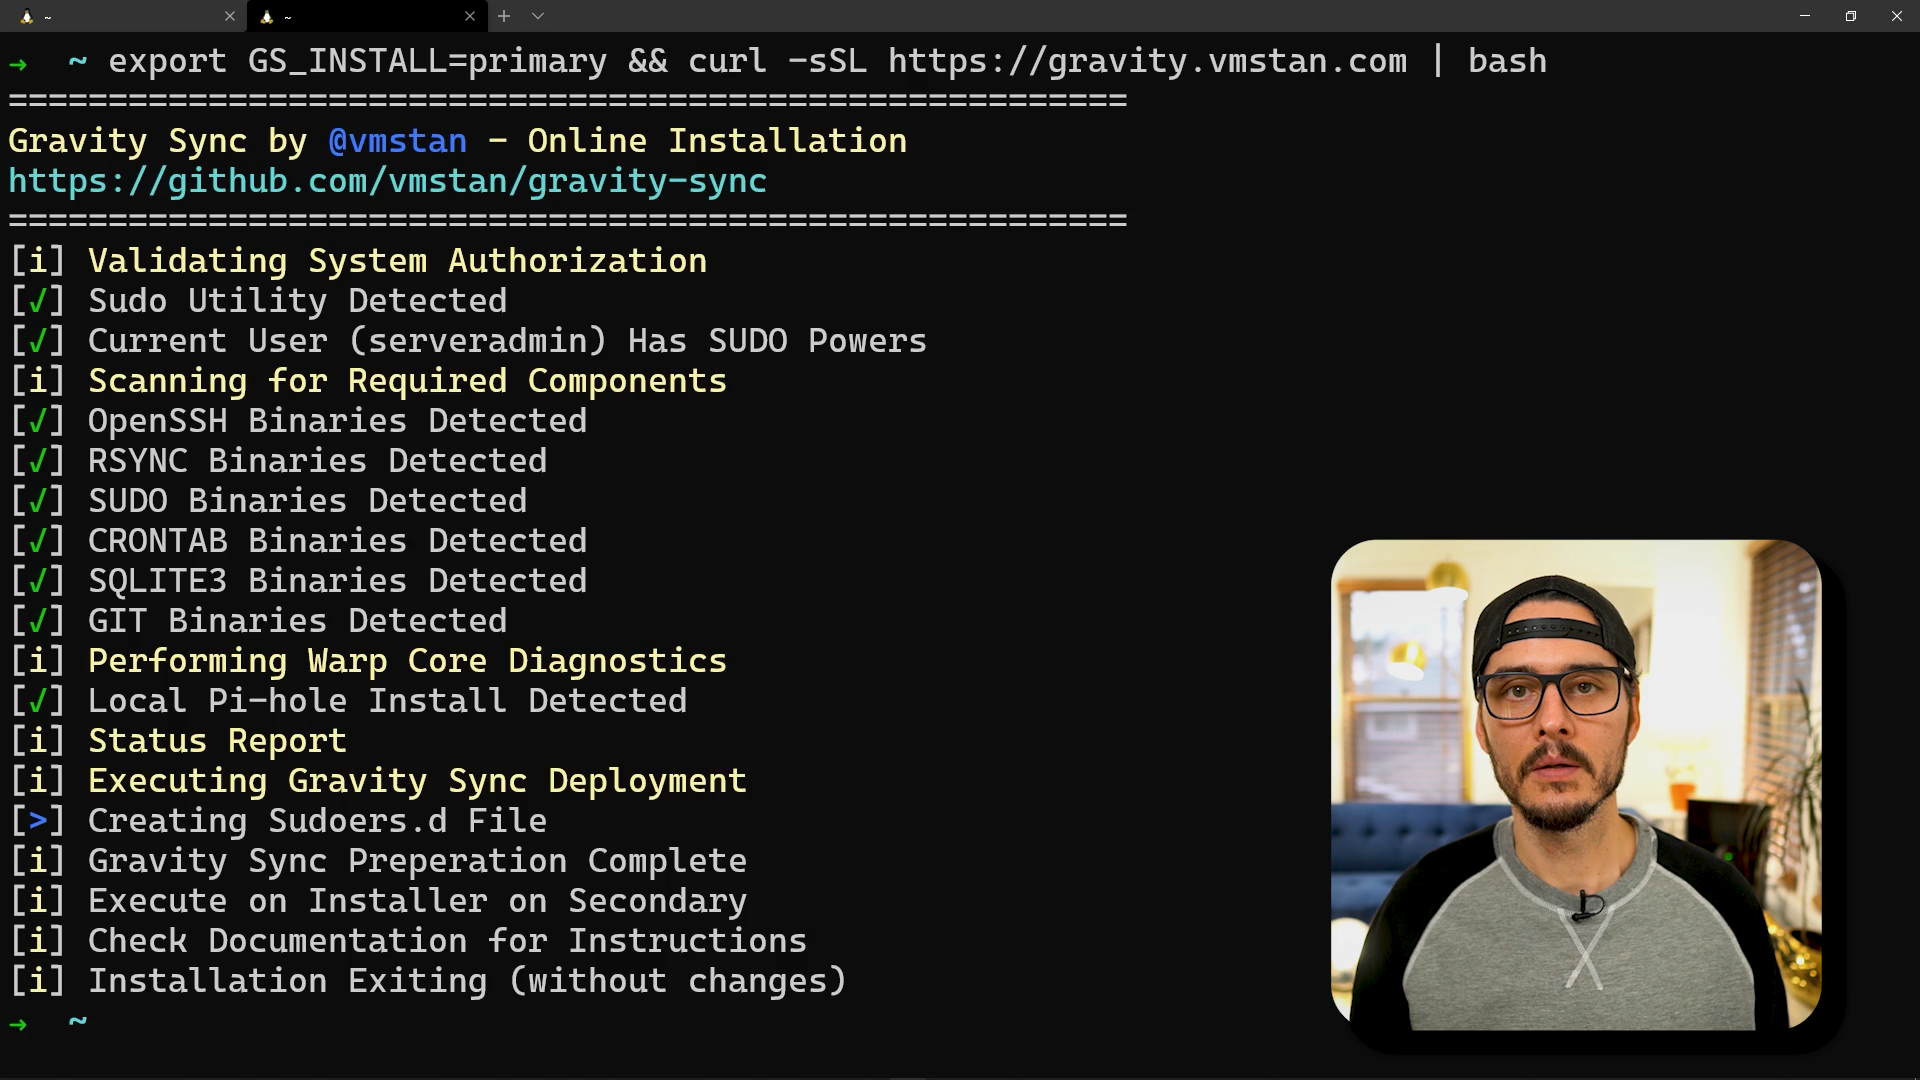 ~
~
→ ~ export GS_INSTALL=primary && curl -sSL https://gravity.vmstan.com | bash
========================================================
Gravity Sync by @vmstan - Online Installation
https://github.com/vmstan/gravity-sync
========================================================
[i] Validating System Authorization
[√] Sudo Utility Detected
[√] Current User (serveradmin) Has SUDO Powers
[i] Scanning for Required Components
[√] OpenSSH Binaries Detected
[√] RSYNC Binaries Detected
[√] SUDO Binaries Detected
[√] CRONTAB Binaries Detected
[√] SQLITE3 Binaries Detected
[√] GIT Binaries Detected
[i] Performing Warp Core Diagnostics
[√] Local Pi-hole Install Detected
[i] Status Report
[i] Executing Gravity Sync Deployment
[>] Creating Sudoers.d File
[i] Gravity Sync Preperation Complete
[i] Execute on Installer on Secondary
[i] Check Documentation for Instructions
[i] Installation Exiting (without changes)
→ ~